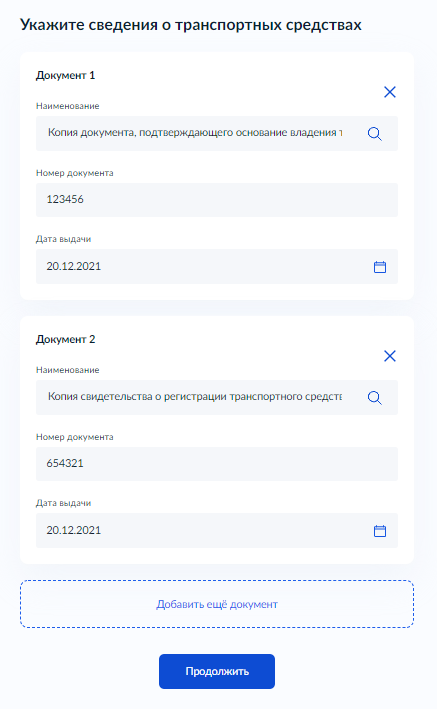 Укажите сведения о транспортных средствах
Документ 1
Наименование
Копия документа, подтверждающего основание владения
Номер документа
123456
Дата выдачи
20.12.2021
Документ 2
Наименование
Копия свидетельства о регистрации транспортного средств
Номер документа
654321
Дата выдачи
20.12.2021
Добавить ещё документ
Продолжить